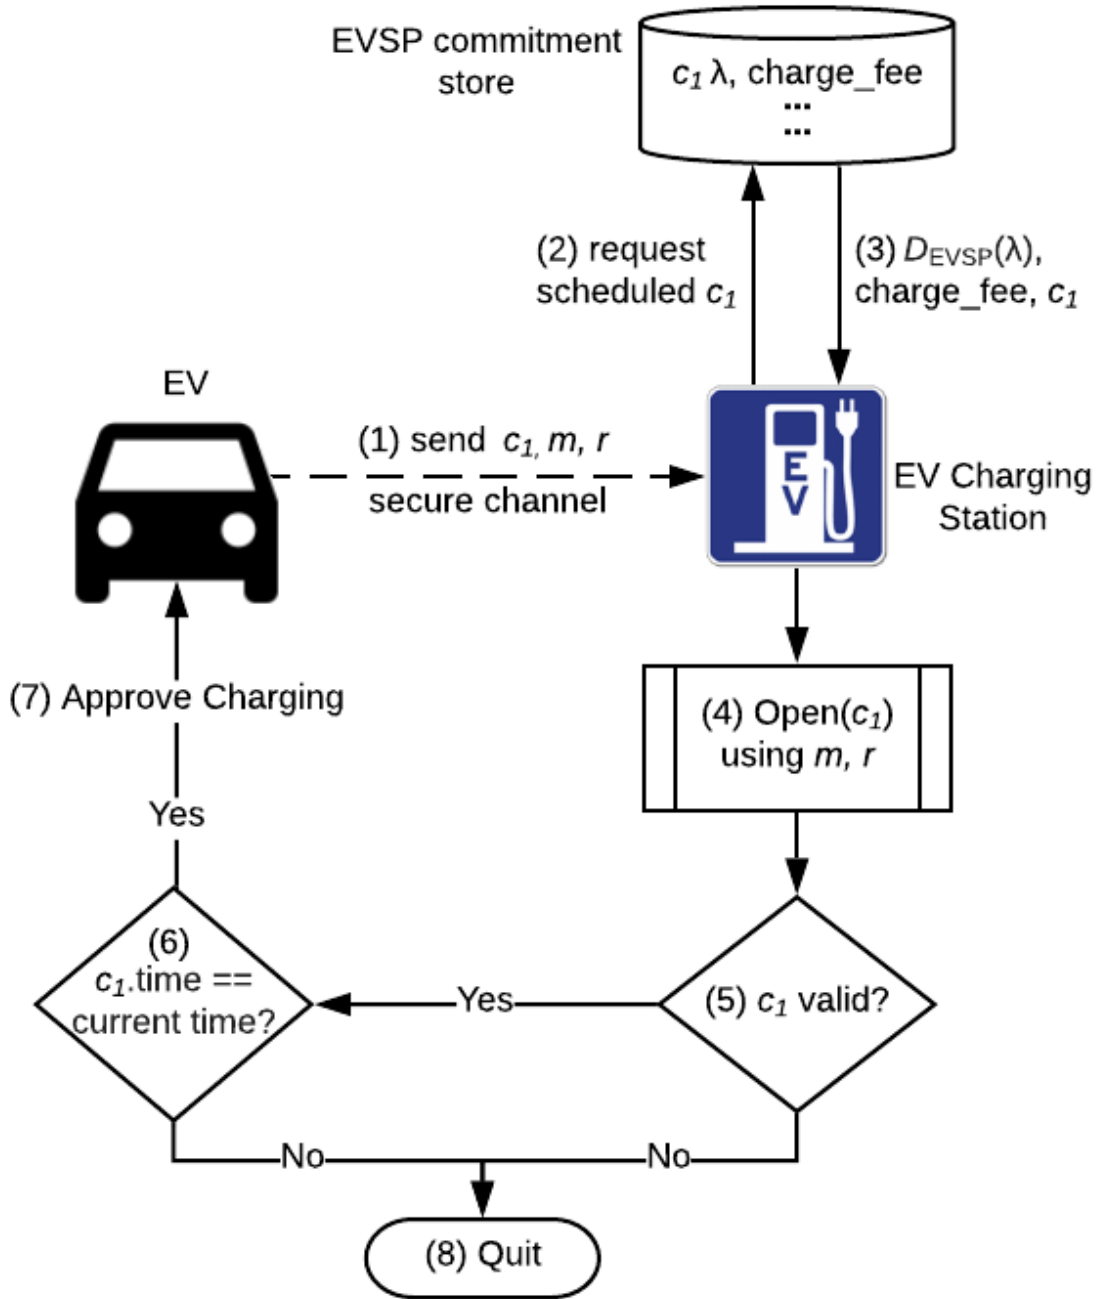 EVSP commitment
store
c₁ λ, charge_fee
...
...
(2) request
scheduled c₁
(3) D_EVSP(λ),
charge_fee, c₁
EV
(1) send c₁, m, r
secure channel
E
V
EV Charging
Station
(4) Open(c₁)
using m, r
(7) Approve Charging
Yes
(6)
c₁.time ==
current time?
Yes
(5) c₁ valid?
No
No
(8) Quit